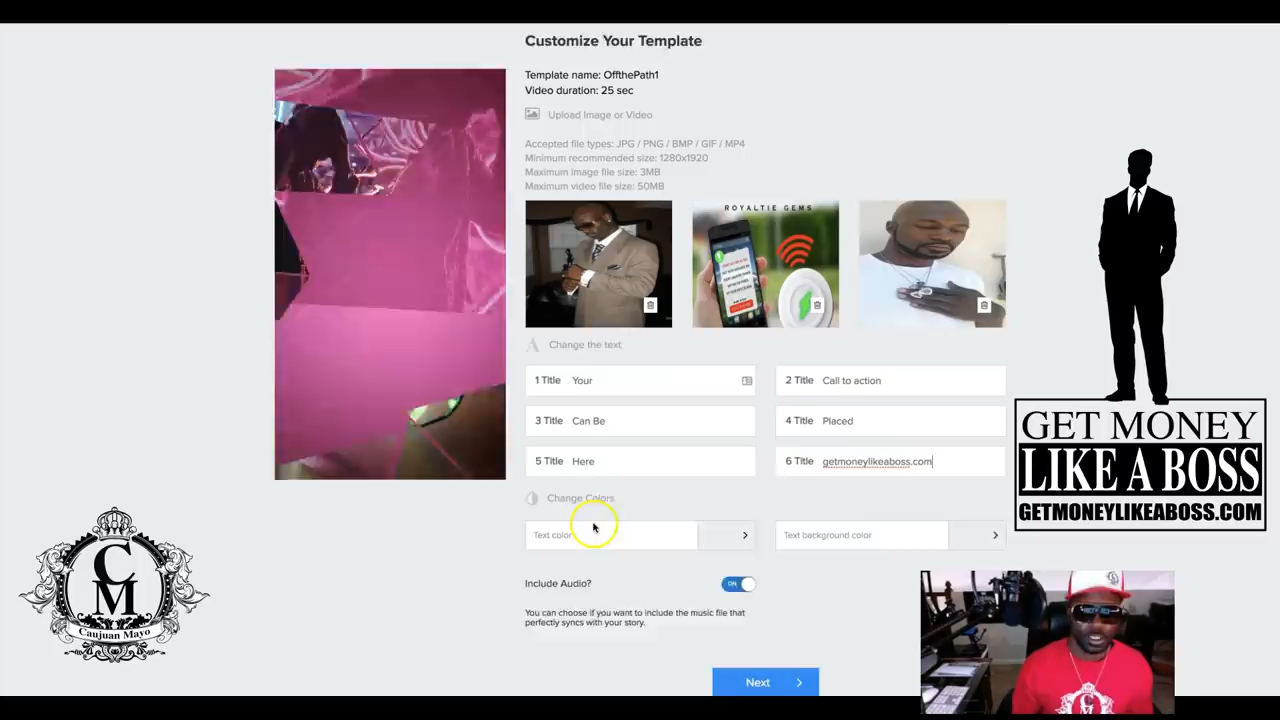 Customize Your Template
Template name: OffthePath1
Video duration: 25 sec
Upload Image or Video
Accepted file types: JPG / PNG / BMP / GIF / MP4
Minimum recommended size: 1280x1920
Maximum image file size: 3MB
Maximum video file size: 50MB
ROYALTIE GEMS
Change the text
1 Title Your
2 Title Call to action
3 Title Can Be
4 Title Placed
5 Title Here
6 Title getmoneylikeaboss.com
Change Colors
Text color
Text background color
Include Audio?
ON
You can choose if you want to include the music file that
perfectly syncs with your story.
Next
GET MONEY
LIKE A BOSS
GETMONEYLIKEABOSS.COM
C
M
Caujuan Mayo
CM